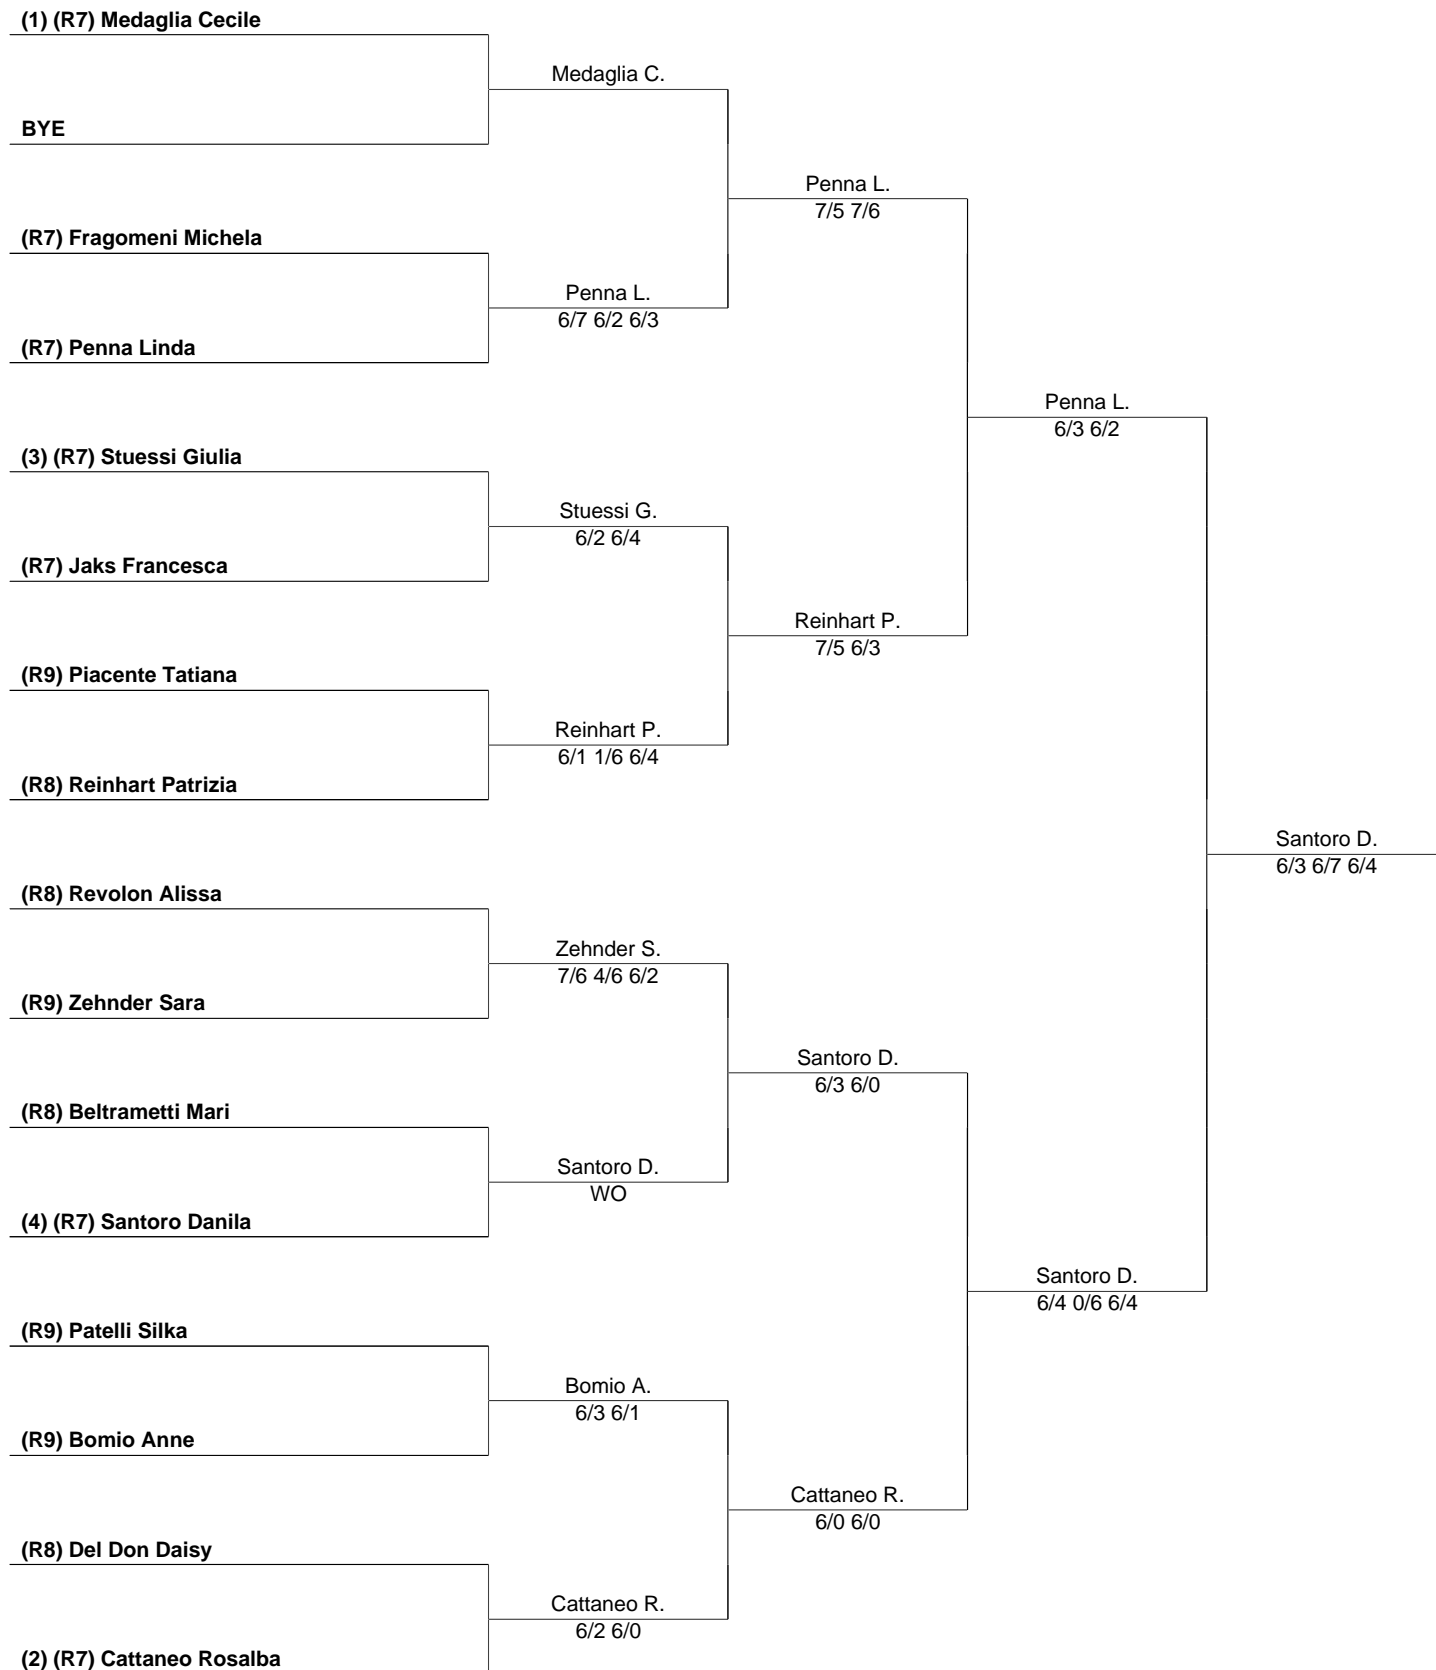 (1) (R7) Medaglia Cecile
Medaglia C.
BYE
Penna L.
7/5 7/6
(R7) Fragomeni Michela
Penna L.
6/7 6/2 6/3
(R7) Penna Linda
Penna L.
6/3 6/2
(3) (R7) Stuessi Giulia
Stuessi G.
6/2 6/4
(R7) Jaks Francesca
Reinhart P.
7/5 6/3
(R9) Piacente Tatiana
Reinhart P.
6/1 1/6 6/4
(R8) Reinhart Patrizia
Santoro D.
6/3 6/7 6/4
(R8) Revolon Alissa
Zehnder S.
7/6 4/6 6/2
(R9) Zehnder Sara
Santoro D.
6/3 6/0
(R8) Beltrametti Mari
Santoro D.
WO
(4) (R7) Santoro Danila
Santoro D.
6/4 0/6 6/4
(R9) Patelli Silka
Bomio A.
6/3 6/1
(R9) Bomio Anne
Cattaneo R.
6/0 6/0
(R8) Del Don Daisy
Cattaneo R.
6/2 6/0
(2) (R7) Cattaneo Rosalba